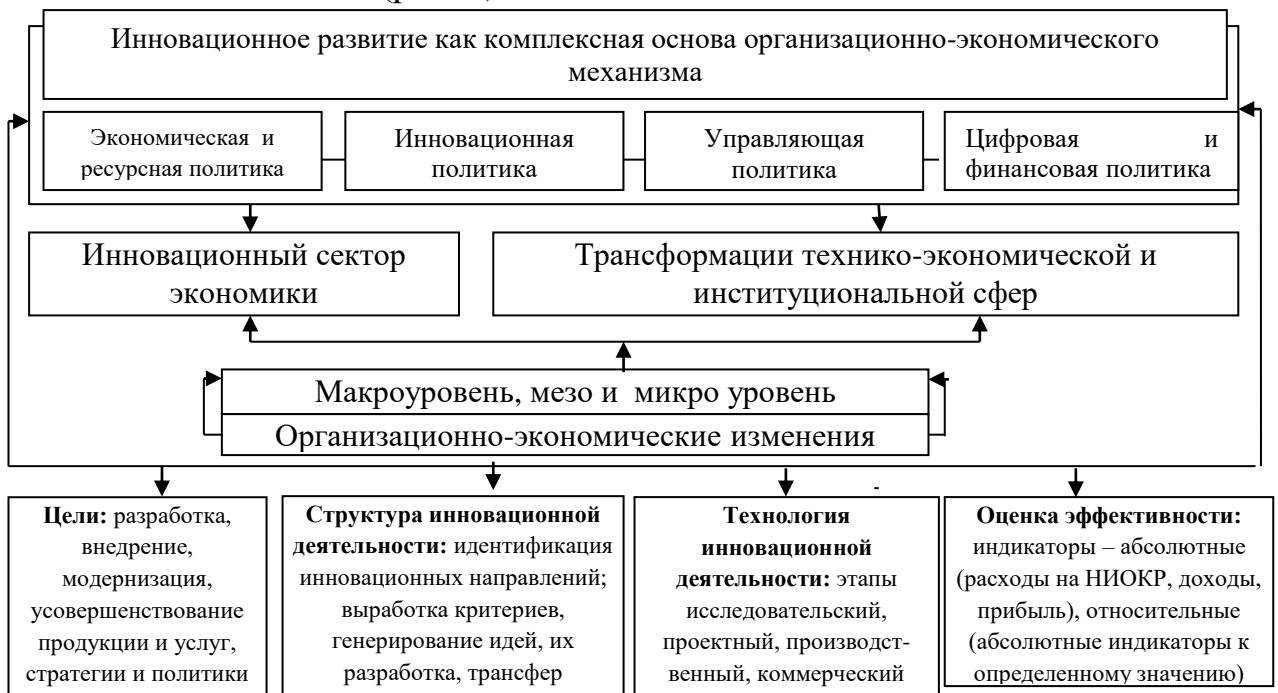 Инновационное развитие как комплексная основа организационно-экономического
механизма
Экономическая и
ресурсная политика
Инновационная
политика
Управляющая
политика
Цифровая и
финансовая политика
Инновационный сектор
экономики
Трансформации технико-экономической и
институциональной сфер
Макроуровень, мезо и микро уровень
Организационно-экономические изменения
Цели: разработка,
внедрение,
модернизация,
усовершенствование
продукции и услуг,
стратегии и политики
Структура инновационной
деятельности: идентификация
инновационных направлений;
выработка критериев,
генерирование идей, их
разработка, трансфер
Технология
инновационной
деятельности: этапы
исследовательский,
проектный, производст-
венный, коммерческий
Оценка эффективности:
индикаторы – абсолютные
(расходы на НИОКР, доходы,
прибыль), относительные
(абсолютные индикаторы к
определенному значению)